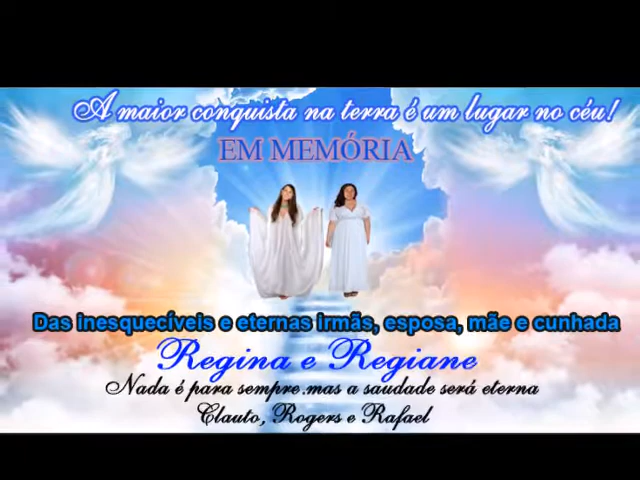 A maior conquista na terra é um lugar no céu!
EM MEMÓRIA
Das inesquecíveis e eternas irmãs, esposa, mãe e cunhada
Regina e Regiane
Nada é para sempre.mas a saudade será eterna
Clauto, Rogers e Rafael